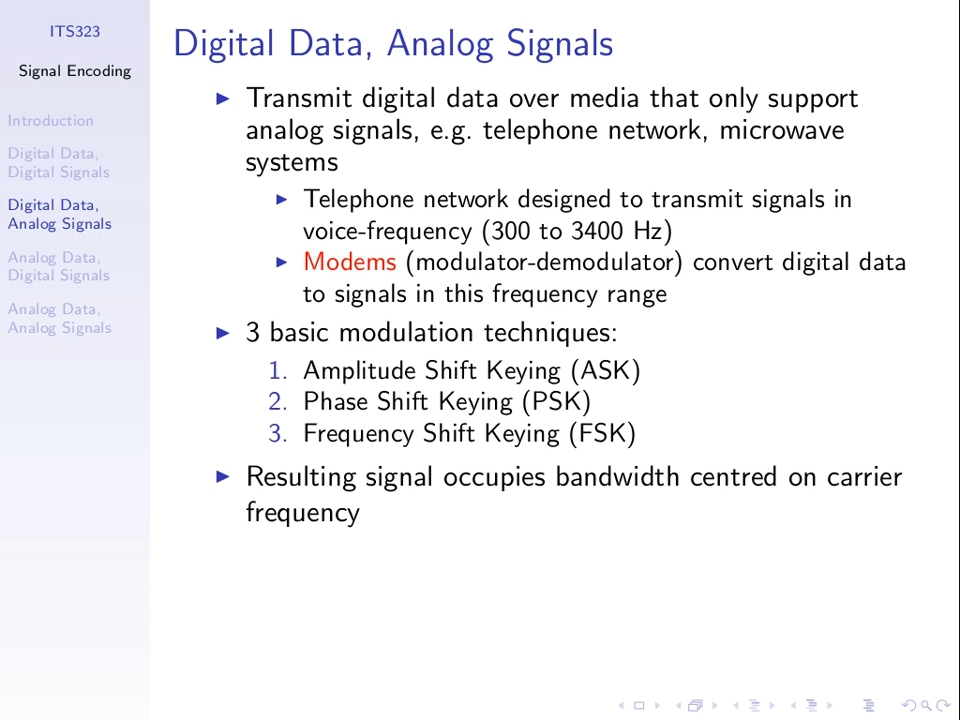 ITS323
Signal Encoding
Introduction
Digital Data,
Digital Signals
Digital Data,
Analog Signals
Analog Data,
Digital Signals
Analog Data,
Analog Signals
Digital Data, Analog Signals
Transmit digital data over media that only support
analog signals, e.g. telephone network, microwave
systems
Telephone network designed to transmit signals in
voice-frequency (300 to 3400 Hz)
Modems (modulator-demodulator) convert digital data
to signals in this frequency range
3 basic modulation techniques:
1. Amplitude Shift Keying (ASK)
2. Phase Shift Keying (PSK)
3. Frequency Shift Keying (FSK)
Resulting signal occupies bandwidth centred on carrier
frequency